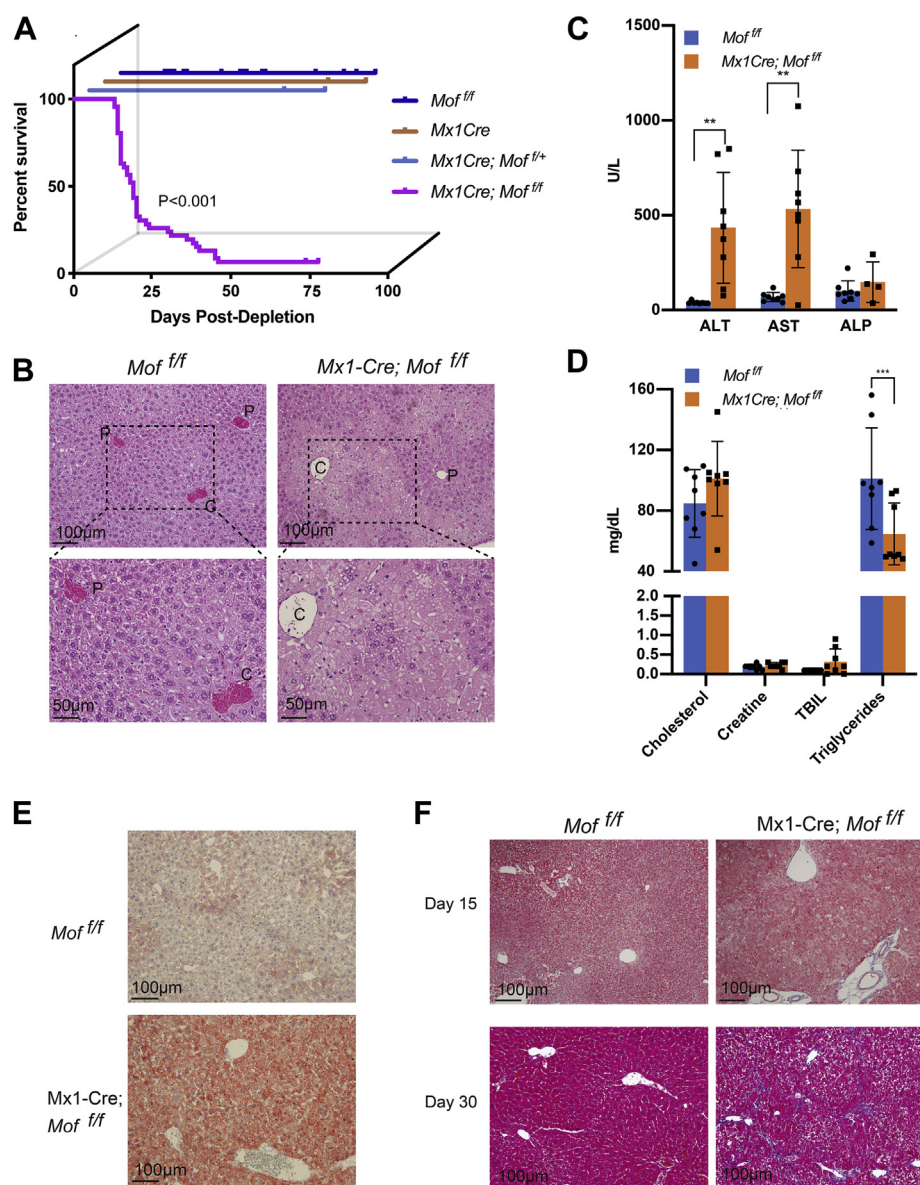 A
Percent survival
100
50
0
0 25 50 75 100
Days Post-Depletion
P<0.001
Mof f/f
Mx1Cre
Mx1Cre; Mof f/+
Mx1Cre; Mof f/f
C
Mof f/f
Mx1Cre; Mof f/f
U/L
1500
1000
500
0
**
**
ALT AST ALP
B
Mof f/f
Mx1-Cre; Mof f/f
P
P
C
100µm
C
P
100µm
P
C
50µm
C
50µm
D
Mof f/f
Mx1Cre; Mof f/f
***
mg/dL
160
120
80
40
2.0
1.5
1.0
0.5
0.0
Cholesterol
Creatine
TBIL
Triglycerides
E
Mof f/f
100µm
Mx1-Cre;
Mof f/f
100µm
F
Mof f/f
Mx1-Cre; Mof f/f
Day 15
100µm
100µm
Day 30
100µm
100µm